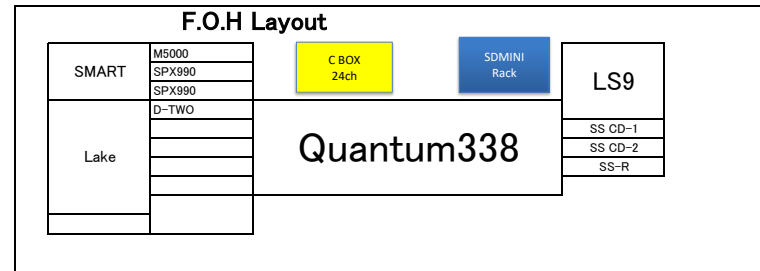 F.O.H Layout
SMART
M5000
SPX990
SPX990
D-TWO
Lake
C BOX
24ch
SDMINI
Rack
Quantum338
LS9
SS CD-1
SS CD-2
SS-R